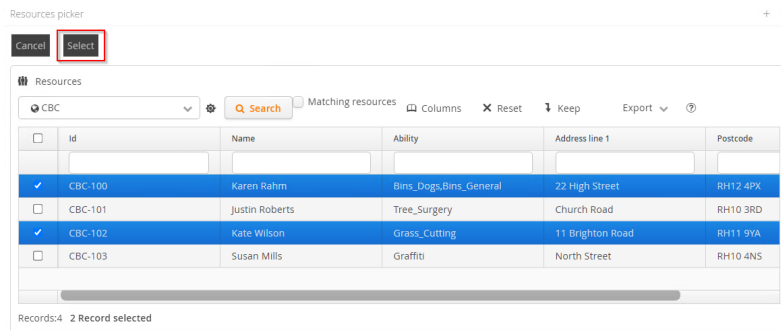 Resources picker +
Cancel Select
Resources
CBC Search Matching resources Columns Reset Keep Export ?
Id Name Ability Address line 1 Postcode
CBC-100 Karen Rahm Bins_Dogs,Bins_General 22 High Street RH12 4PX
CBC-101 Justin Roberts Tree_Surgery Church Road RH10 3RD
CBC-102 Kate Wilson Grass_Cutting 11 Brighton Road RH11 9YA
CBC-103 Susan Mills Graffiti North Street RH10 4NS
Records:4 2 Record selected